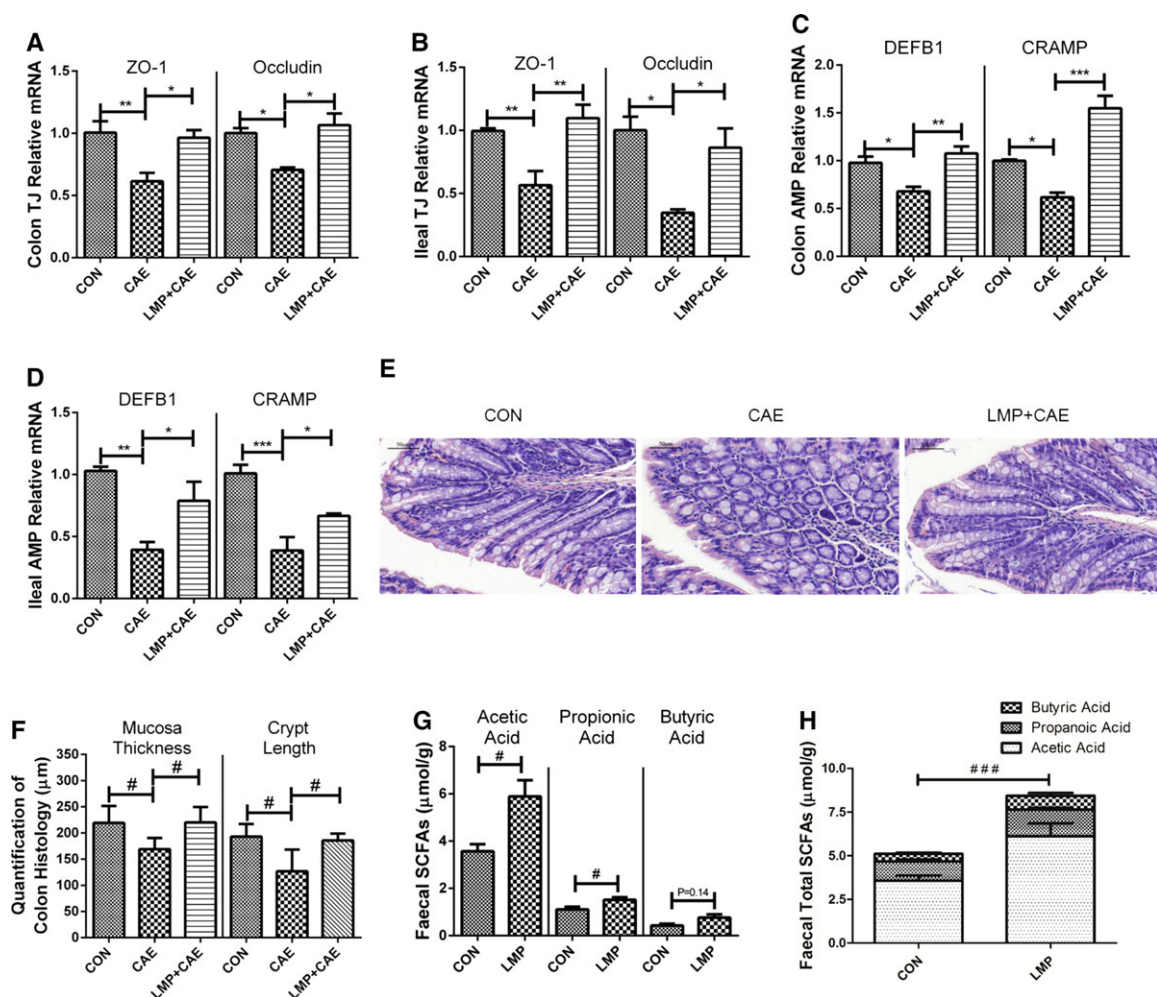 A
ZO-1
Occludin
Colon TJ Relative mRNA
1.5
1.0
0.5
0.0
**
*
*
*
CON
CAE
LMP+CAE
CON
CAE
LMP+CAE
B
ZO-1
Occludin
Ileal TJ Relative mRNA
1.5
1.0
0.5
0.0
**
**
*
*
CON
CAE
LMP+CAE
CON
CAE
LMP+CAE
C
DEFB1
CRAMP
Colon AMP Relative mRNA
2.0
1.5
1.0
0.5
0.0
*
**
*
***
CON
CAE
LMP+CAE
CON
CAE
LMP+CAE
D
DEFB1
CRAMP
Ileal AMP Relative mRNA
1.5
1.0
0.5
0.0
**
*
***
*
CON
CAE
LMP+CAE
CON
CAE
LMP+CAE
E
CON
CAE
LMP+CAE
F
Mucosa
Thickness
Crypt
Length
Quantification of
Colon Histology (μm)
350
300
250
200
150
100
50
0
#
#
#
#
CON
CAE
LMP+CAE
CON
CAE
LMP+CAE
G
Acetic
Acid
Propionic
Acid
Butyric
Acid
Faecal SCFAs (μmol/g)
8
6
4
2
0
#
#
P=0.14
CON
LMP
CON
LMP
CON
LMP
H
Butyric Acid
Propanoic Acid
Acetic Acid
Faecal Total SCFAs (μmol/g)
10.0
7.5
5.0
2.5
0.0
###
CON
LMP